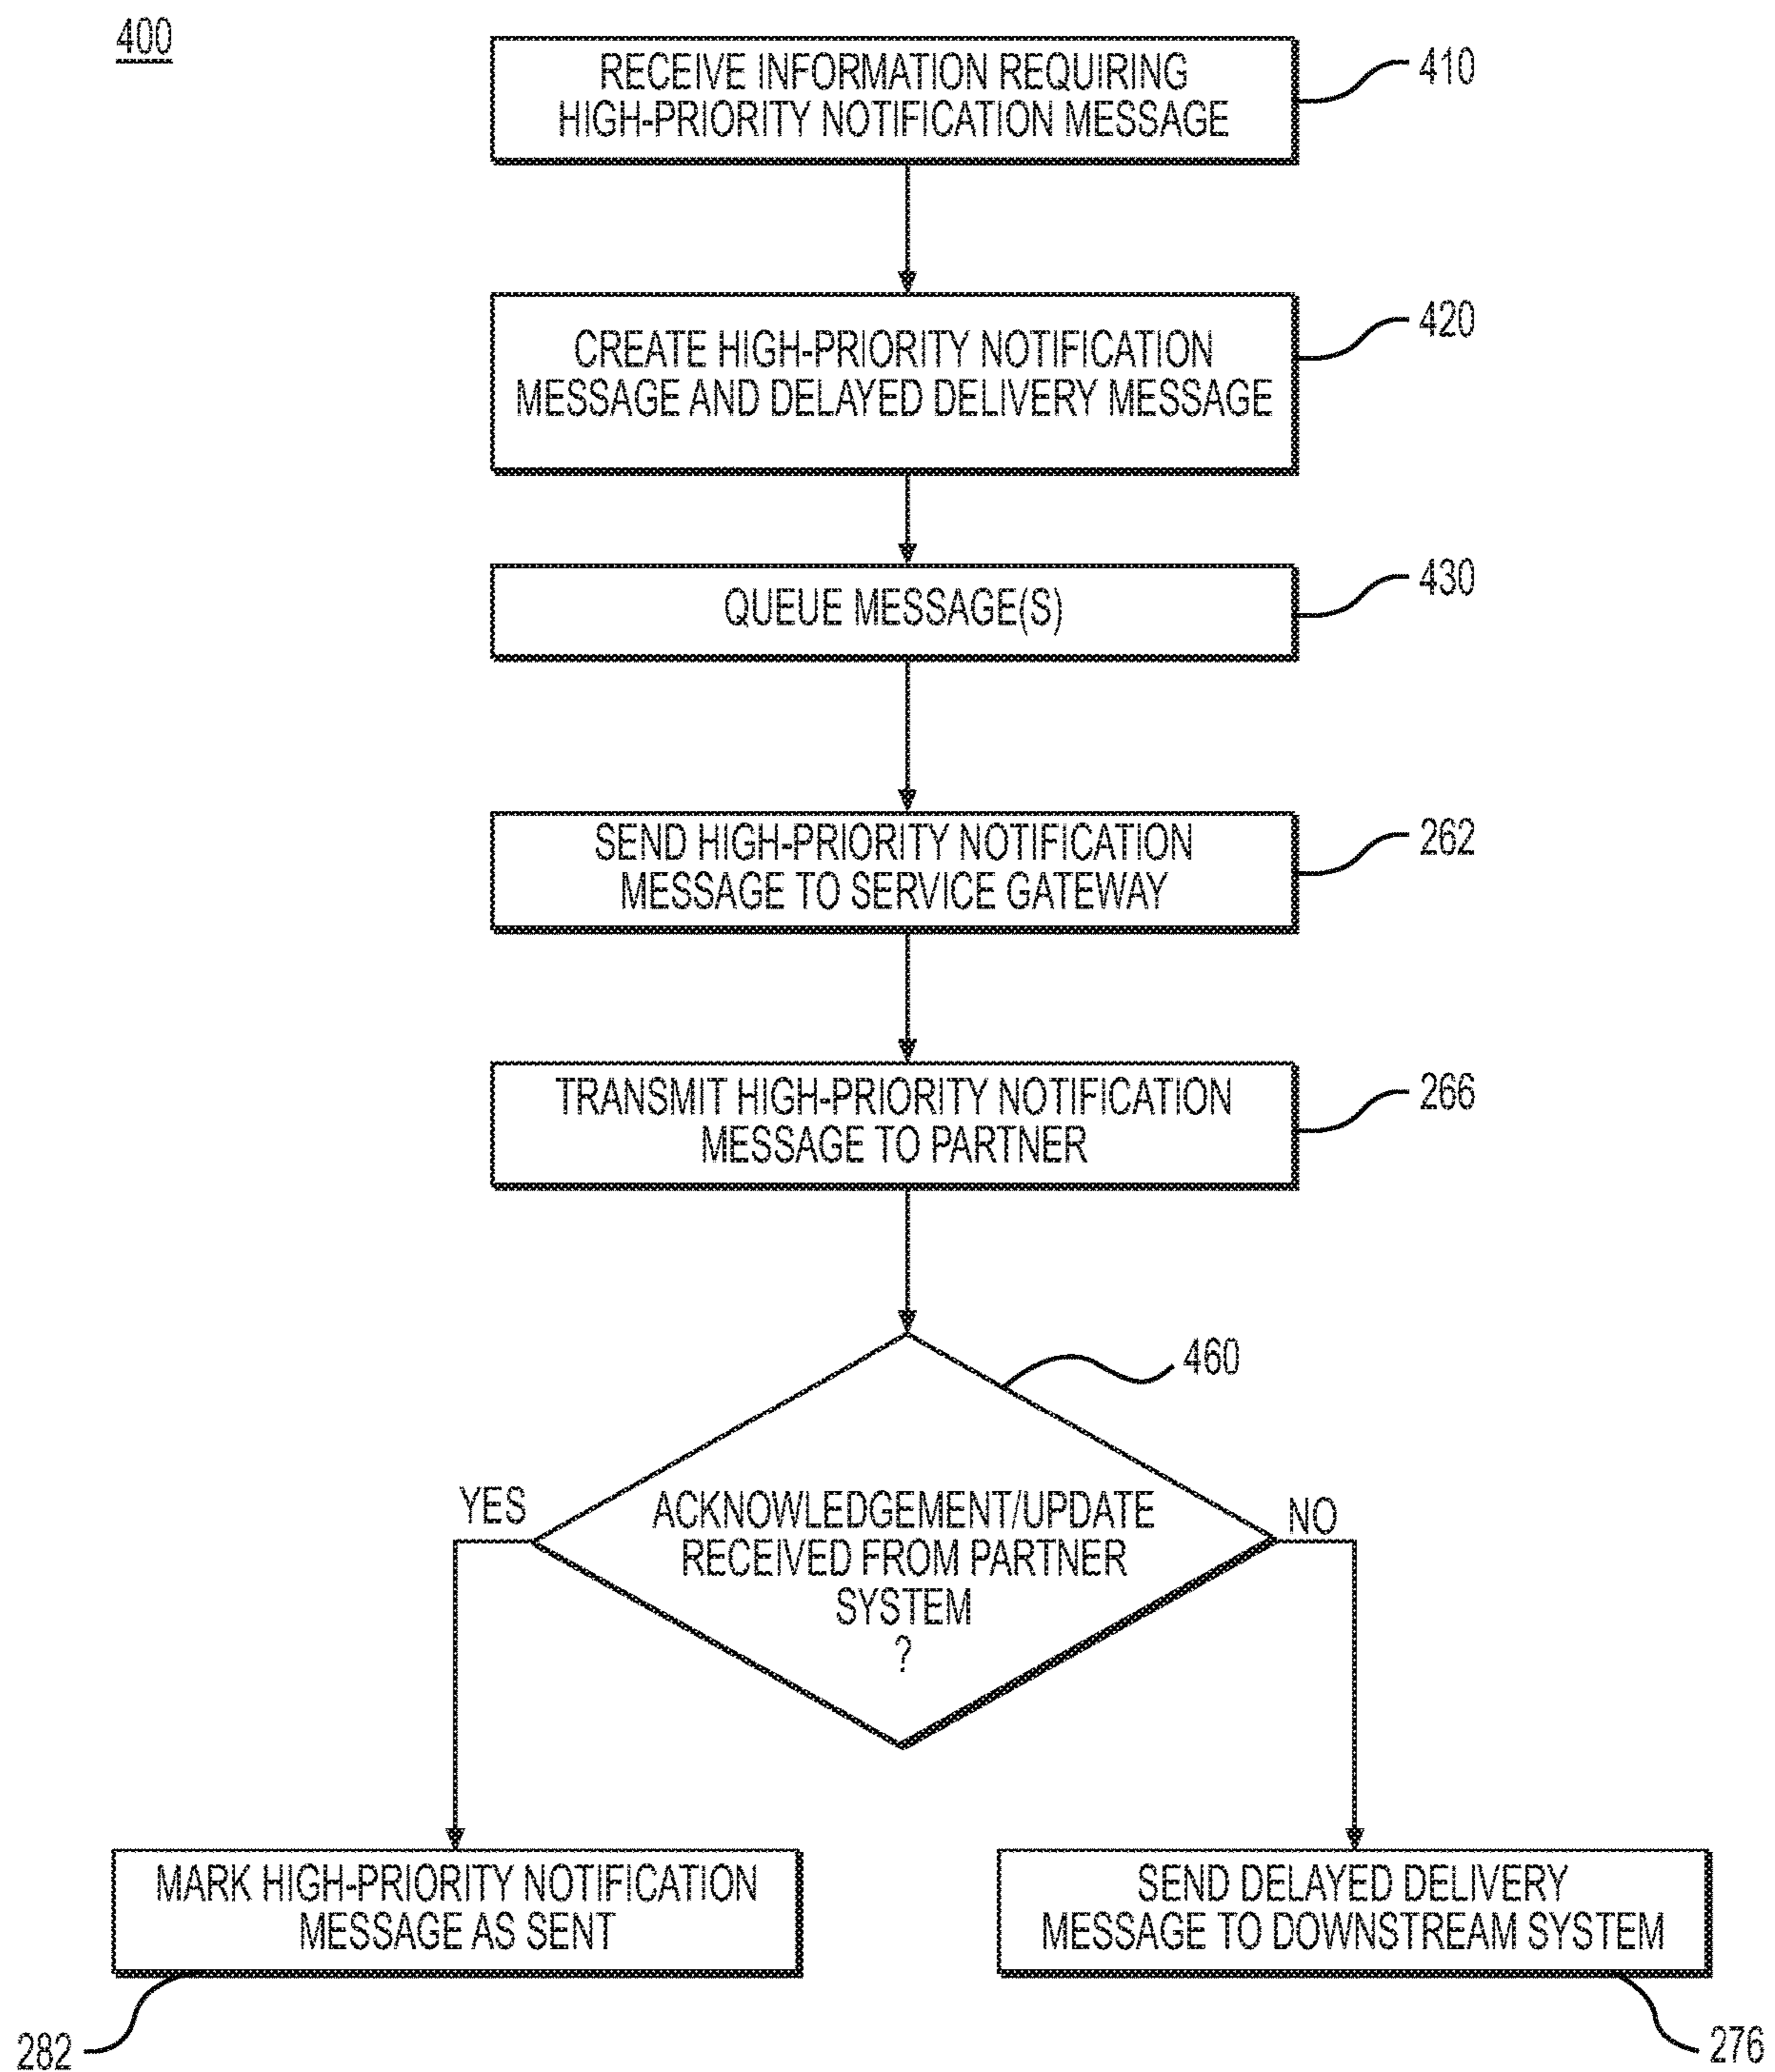 400
RECEIVE INFORMATION REQUIRING
HIGH-PRIORITY NOTIFICATION MESSAGE
410
CREATE HIGH-PRIORITY NOTIFICATION
MESSAGE AND DELAYED DELIVERY MESSAGE
420
QUEUE MESSAGE(S)
430
SEND HIGH-PRIORITY NOTIFICATION
MESSAGE TO SERVICE GATEWAY
262
TRANSMIT HIGH-PRIORITY NOTIFICATION
MESSAGE TO PARTNER
266
460
YES
ACKNOWLEDGEMENT/UPDATE
RECEIVED FROM PARTNER
SYSTEM
?
NO
MARK HIGH-PRIORITY NOTIFICATION
MESSAGE AS SENT
282
SEND DELAYED DELIVERY
MESSAGE TO DOWNSTREAM SYSTEM
276